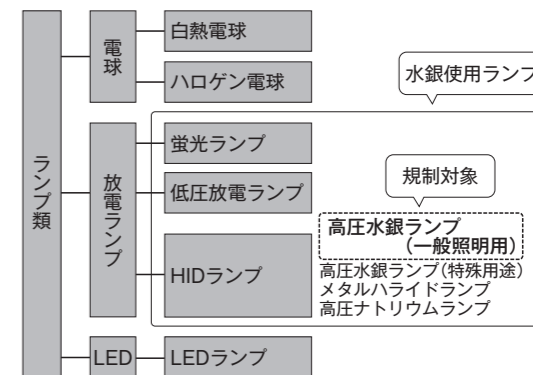 ランプ類
電球
白熱電球
ハロゲン電球
水銀使用ランプ
放電ランプ
蛍光ランプ
低圧放電ランプ
HIDランプ
規制対象
高圧水銀ランプ
(一般照明用)
高圧水銀ランプ(特殊用途)
メタルハライドランプ
高圧ナトリウムランプ
LED
LEDランプ